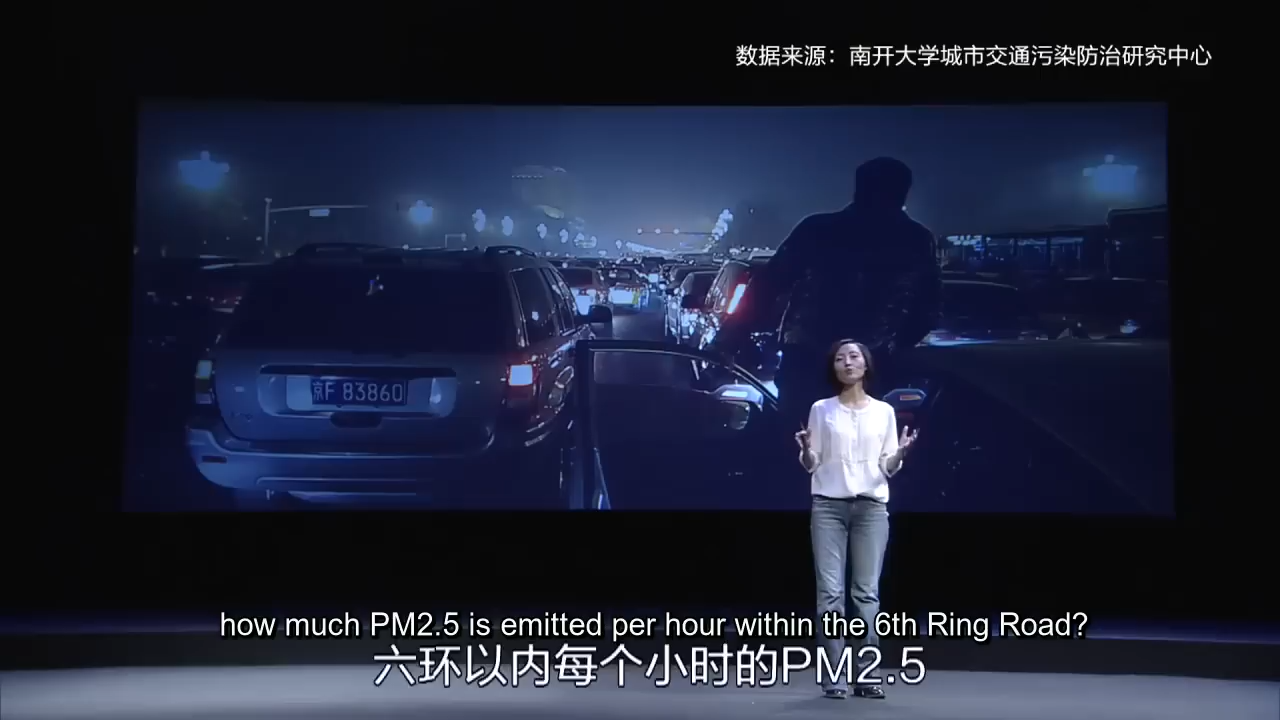 数据来源：南开大学城市交通污染防治研究中心
京F 83860
how much PM2.5 is emitted per hour within the 6th Ring Road?
六环以内每个小时的PM2.5